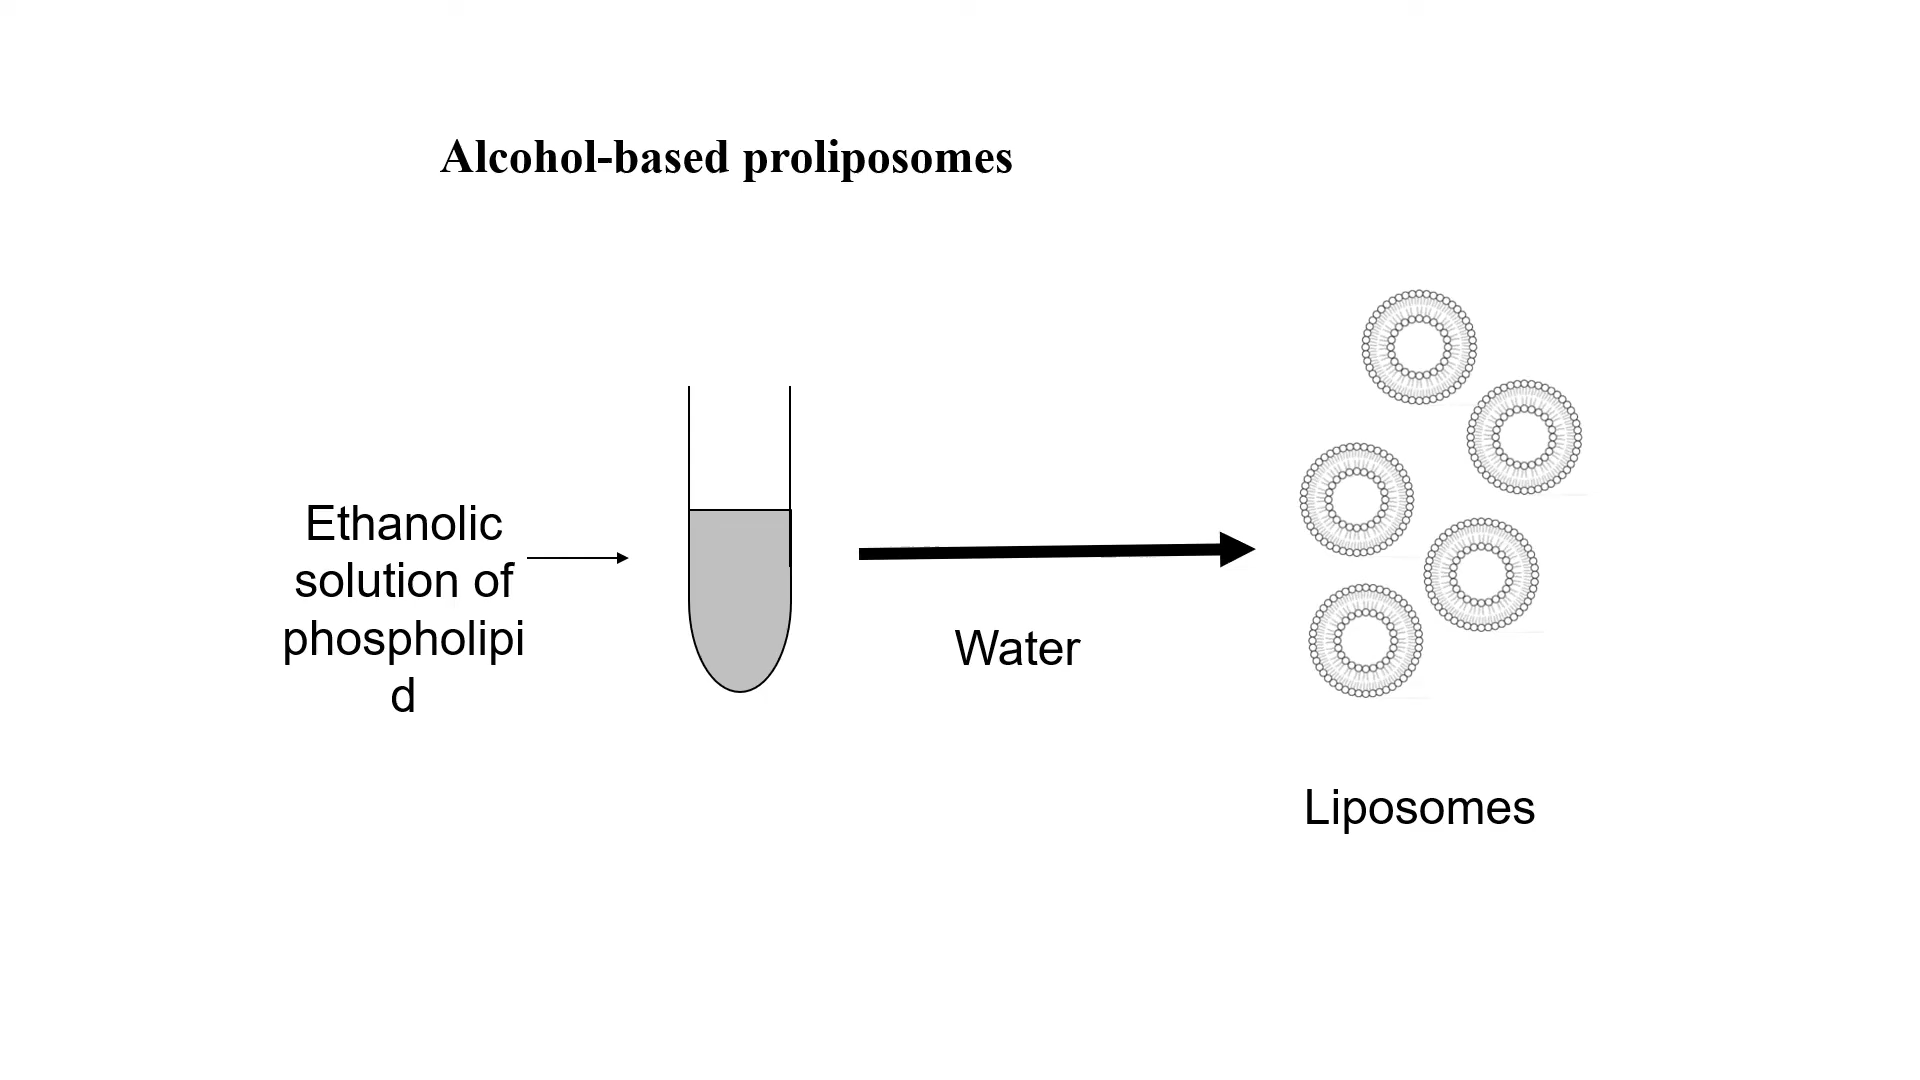 Alcohol-based proliposomes
Ethanolic
solution of
phospholipi
d
Water
Liposomes